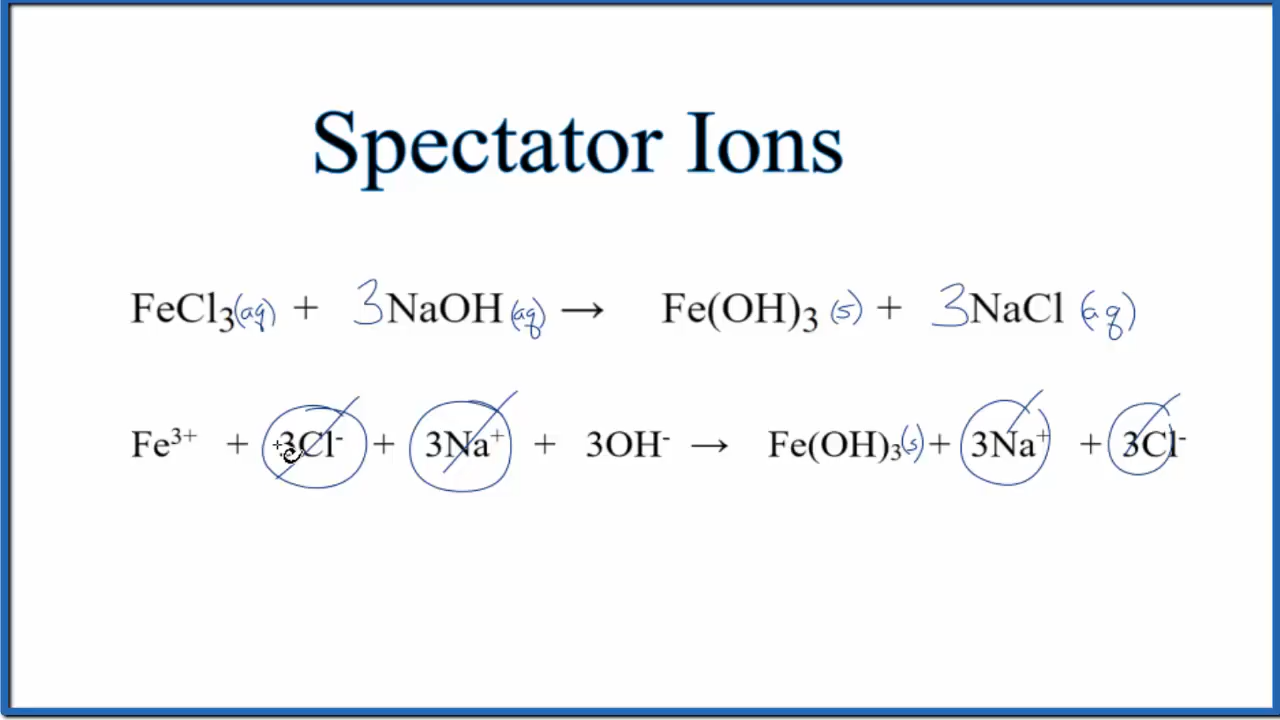 Spectator Ions
FeCl₃(aq) + 3NaOH(aq) → Fe(OH)₃(s) + 3NaCl(aq)
Fe³⁺ + 3Cl⁻ + 3Na⁺ + 3OH⁻ → Fe(OH)₃(s) + 3Na⁺ + 3Cl⁻